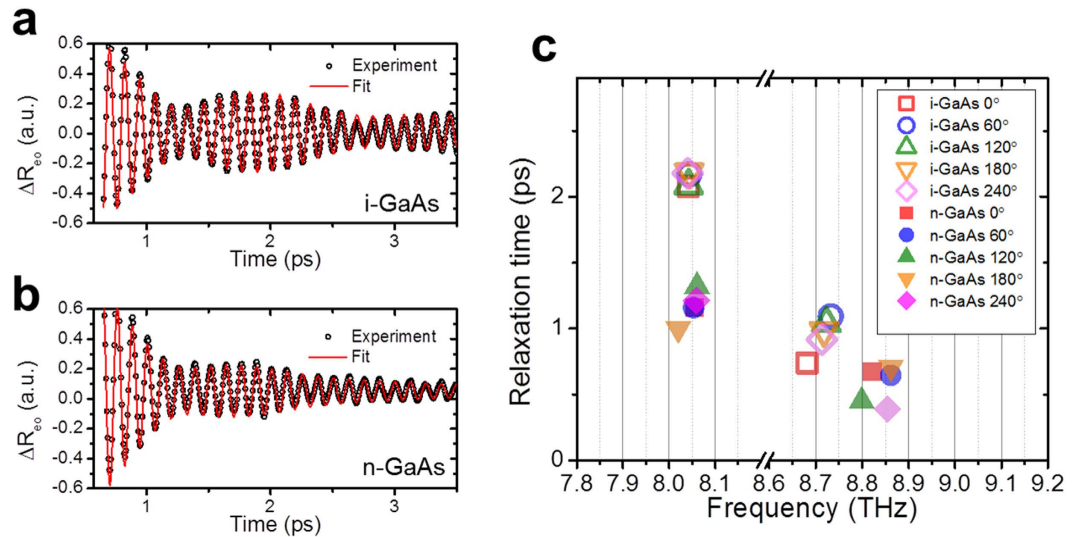 a
0.6
0.4
0.2
0.0
-0.2
-0.4
-0.6
ΔR_eo (a.u.)
Experiment
Fit
i-GaAs
1
2
3
Time (ps)
b
0.6
0.4
0.2
0.0
-0.2
-0.4
-0.6
ΔR_eo (a.u.)
Experiment
Fit
n-GaAs
1
2
3
Time (ps)
c
Relaxation time (ps)
2
1
0
i-GaAs 0°
i-GaAs 60°
i-GaAs 120°
i-GaAs 180°
i-GaAs 240°
n-GaAs 0°
n-GaAs 60°
n-GaAs 120°
n-GaAs 180°
n-GaAs 240°
7.8 7.9 8.0 8.1 8.6 8.7 8.8 8.9 9.0 9.1 9.2
Frequency (THz)